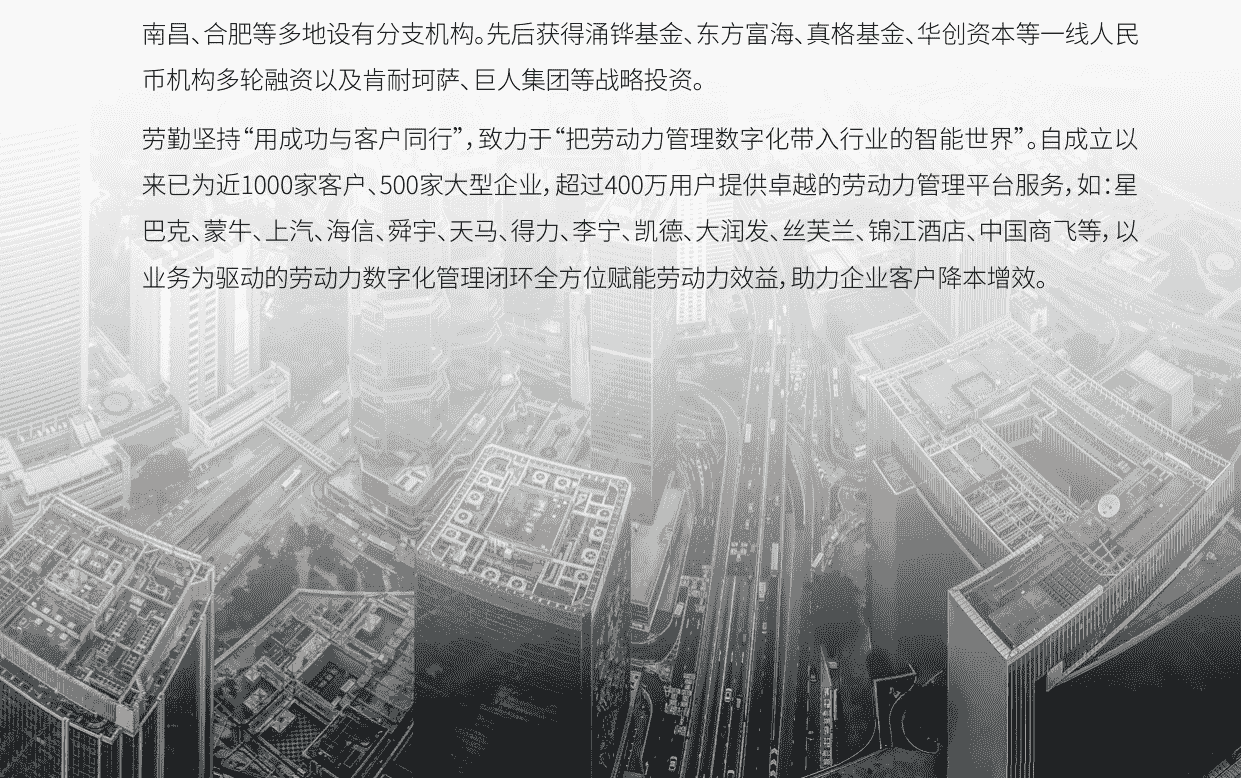 南昌、合肥等多地设有分支机构。先后获得涌铧基金、东方富海、真格基金、华创资本等一线人民
币机构多轮融资以及肯耐珂萨、巨人集团等战略投资。
劳勤坚持“用成功与客户同行”，致力于“把劳动力管理数字化带入行业的智能世界”。自成立以
来已为近1000家客户、500家大型企业，超过400万用户提供卓越的劳动力管理平台服务，如：星
巴克、蒙牛、上汽、海信、舜宇、天马、得力、李宁、凯德、大润发、丝芙兰、锦江酒店、中国商飞等，以
业务为驱动的劳动力数字化管理闭环全方位赋能劳动力效益，助力企业客户降本增效。